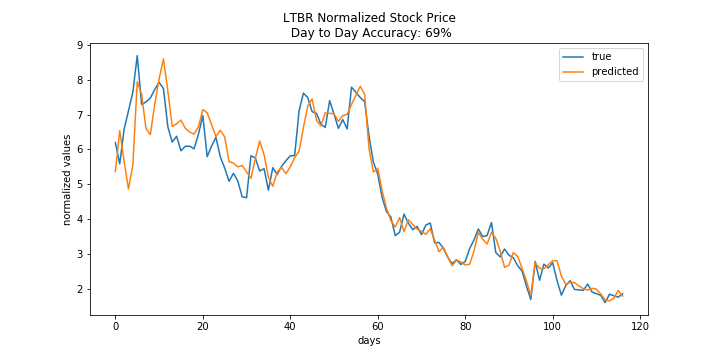 LTBR Normalized Stock Price
Day to Day Accuracy: 69%
true
predicted
normalized values
9
8
7
6
5
4
3
2
0
20
40
60
80
100
120
days